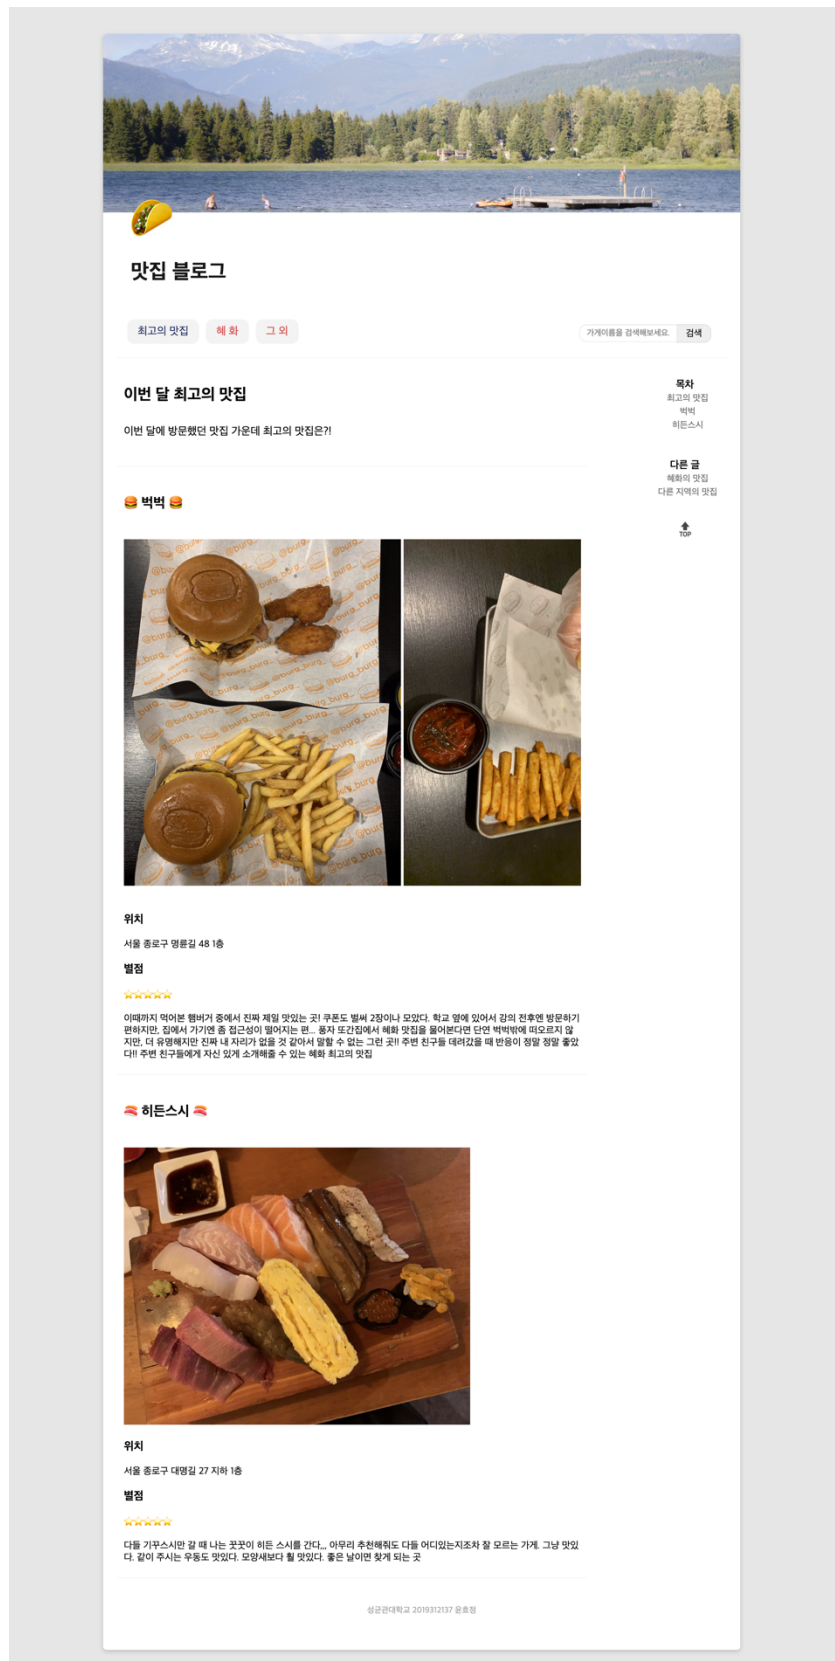 맛집 블로그
최고의 맛집 혜 화 그 외
가게이름을 검색해보세요. 검색
이번 달 최고의 맛집
이번 달에 방문했던 맛집 가운데 최고의 맛집은?!
목차
최고의 맛집
벅벅
히든스시
다른 글
혜화의 맛집
다른 지역의 맛집
TOP
🍔 벅벅 🍔
@burg_burg_
위치
서울 종로구 명륜길 48 1층
별점
⭐⭐⭐⭐⭐
이때까지 먹어본 햄버거 중에서 진짜 제일 맛있는 곳! 쿠폰도 벌써 2장이나 모았다. 학교 옆에 있어서 강의 전후엔 방문하기
편하지만, 집에서 가기엔 좀 접근성이 떨어지는 편... 풍자 또간집에서 혜화 맛집을 물어본다면 단연 벅벅밖에 떠오르지 않
지만, 더 유명해지만 진짜 내 자리가 없을 것 같아서 말할 수 없는 그런 곳!! 주변 친구들 데려갔을 때 반응이 정말 정말 좋았
다!! 주변 친구들에게 자신 있게 소개해줄 수 있는 혜화 최고의 맛집
🍣 히든스시 🍣
위치
서울 종로구 대명길 27 지하 1층
별점
⭐⭐⭐⭐⭐
다들 기꾸스시만 갈 때 나는 꿋꿋이 히든 스시를 간다,,, 아무리 추천해줘도 다들 어디있는지조차 잘 모르는 가게. 그냥 맛있
다. 같이 주시는 우동도 맛있다. 모양새보다 훨 맛있다. 좋은 날이면 찾게 되는 곳
성균관대학교 2019312137 윤효정